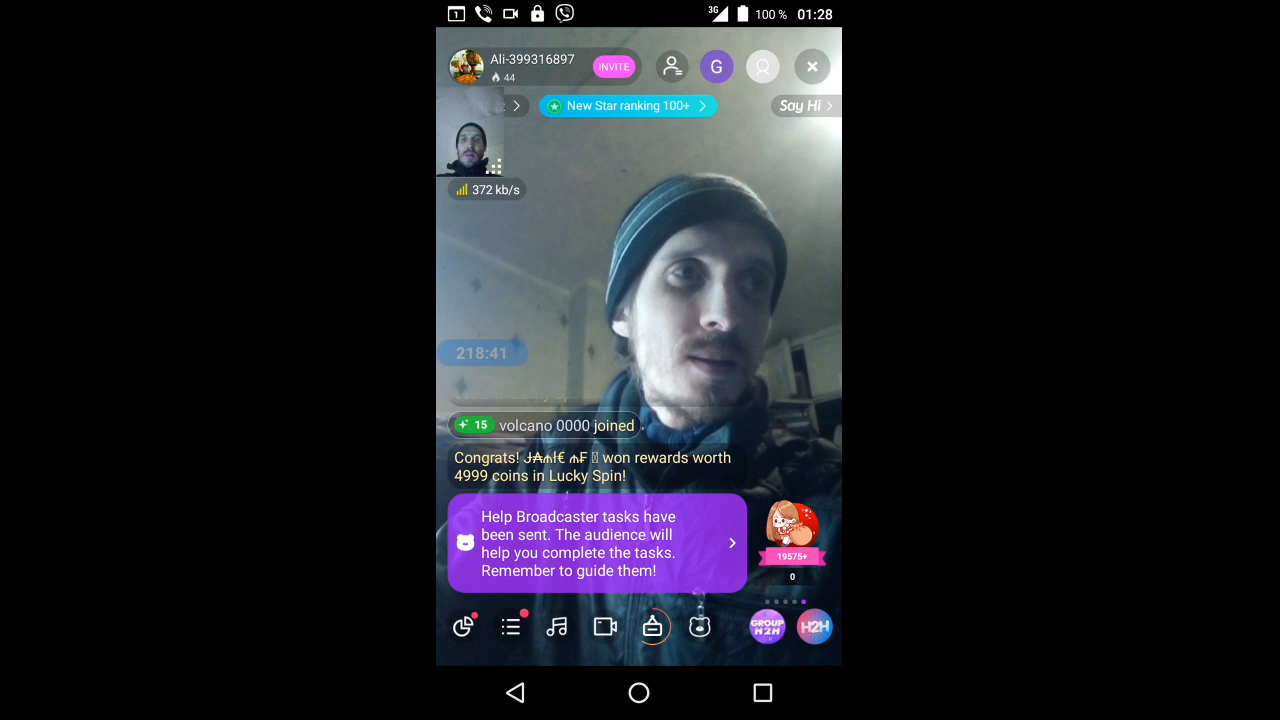 1
3G
100 %
01:28
Ali-399316897
44
INVITE
G
New Star ranking 100+
Say Hi
372 kb/s
218:41
15 volcano 0000 joined
Congrats! won rewards worth
4999 coins in Lucky Spin!
Help Broadcaster tasks have
been sent. The audience will
help you complete the tasks.
Remember to guide them!
19575+
0
GROUP
H2H
H2H